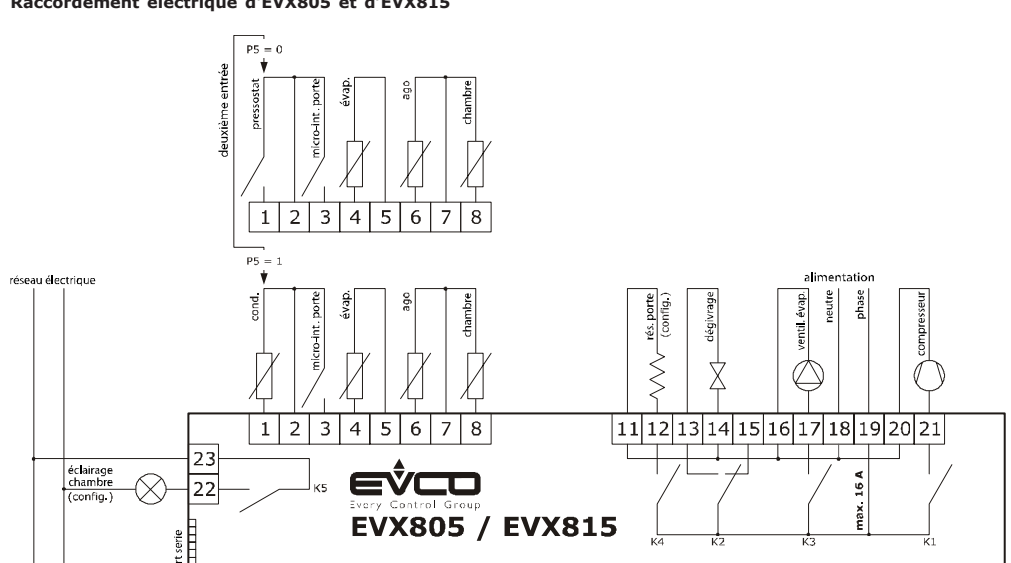 Raccordement électrique d'EVX805 et d'EVX815
P5 = 0
deuxième entrée
pressostat
micro-int. porte
évap.
ago
chambre
1 2 3 4 5 6 7 8
P5 = 1
réseau électrique
cond.
micro-int. porte
évap.
ago
chambre
alimentation
rés. porte
(config.)
dégivrage
ventil. évap.
neutre
phase
compresseur
1 2 3 4 5 6 7 8
11 12 13 14 15 16 17 18 19 20 21
23
22
éclairage
chambre
(config.)
K5
EVCO
Every Control Group
EVX805 / EVX815
max. 16 A
K4
K2
K3
K1
rt serie